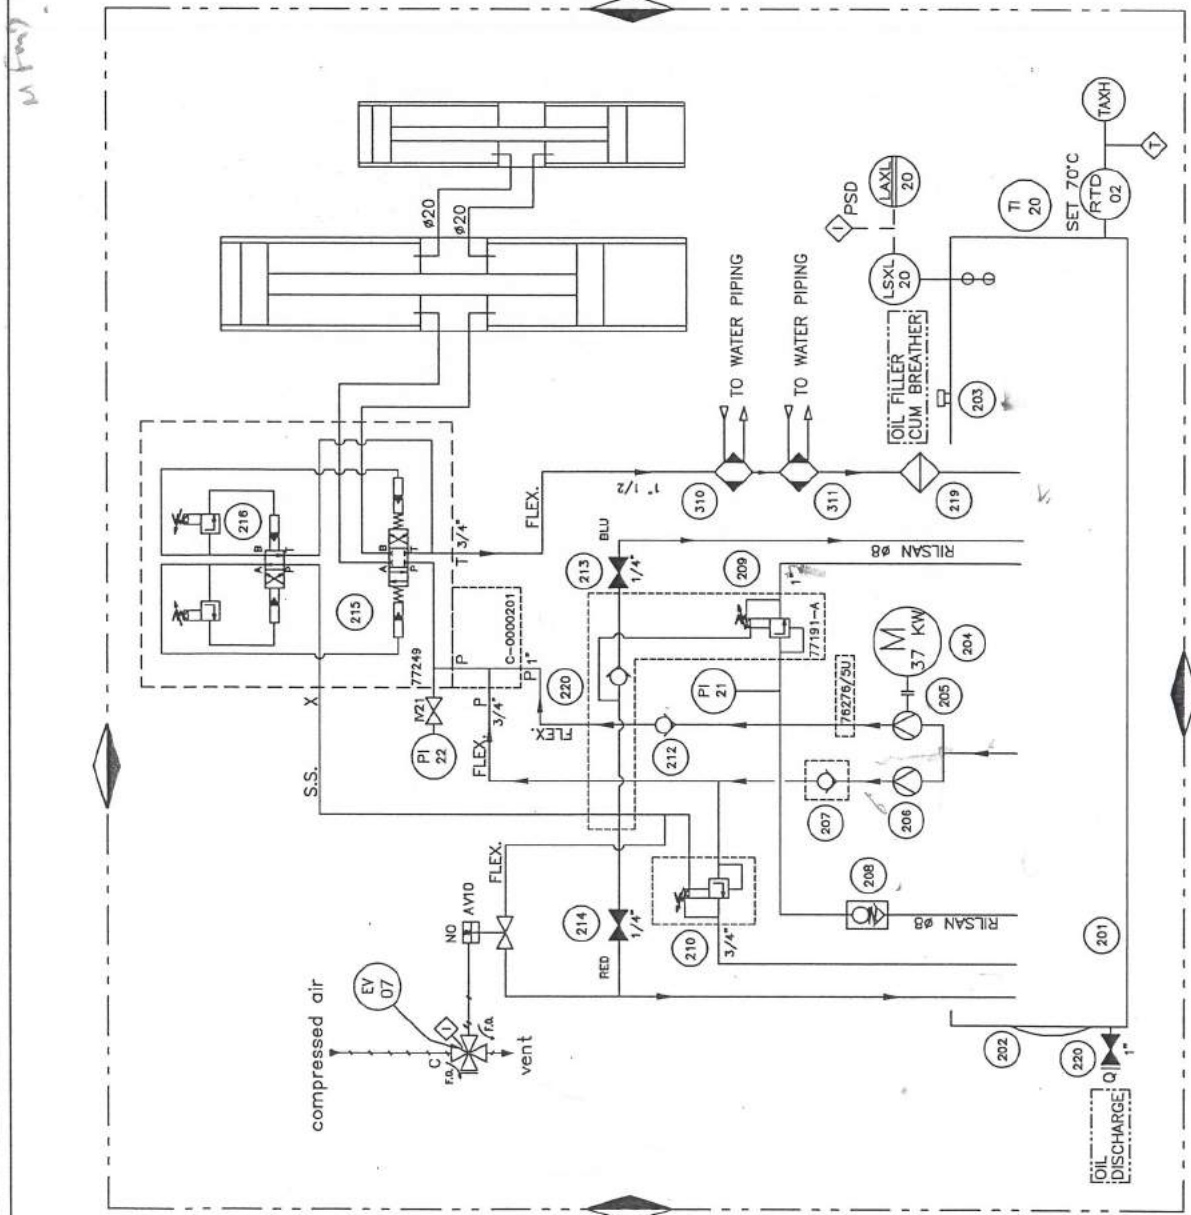 ø20
ø20
TAXH
T
RTD
02
SET 70°C
TI
20
LAXL
20
PSD
I
LSXL
20
OIL FILLER
CUM BREATHER
203
TO WATER PIPING
TO WATER PIPING
310
311
219
1" 1/2
FLEX.
T 3/4"
216
A B
P T
215
A B
P T
77249
P
C-0000201
P1"
X
S.S.
M21
PI
22
FLEX.
P
3/4"
220
FLEX.
BLU
213
1/4"
RILSAN ø8
209
1"
77191-A
M
37 KW
204
205
76276/5U
PI
21
212
207
206
208
RILSAN ø8
210
3/4"
214
1/4"
RED
FLEX.
NO
AV10
EV
07
I
F.O.
F.O.
C
compressed air
vent
201
202
220
Q
1"
OIL
DISCHARGE